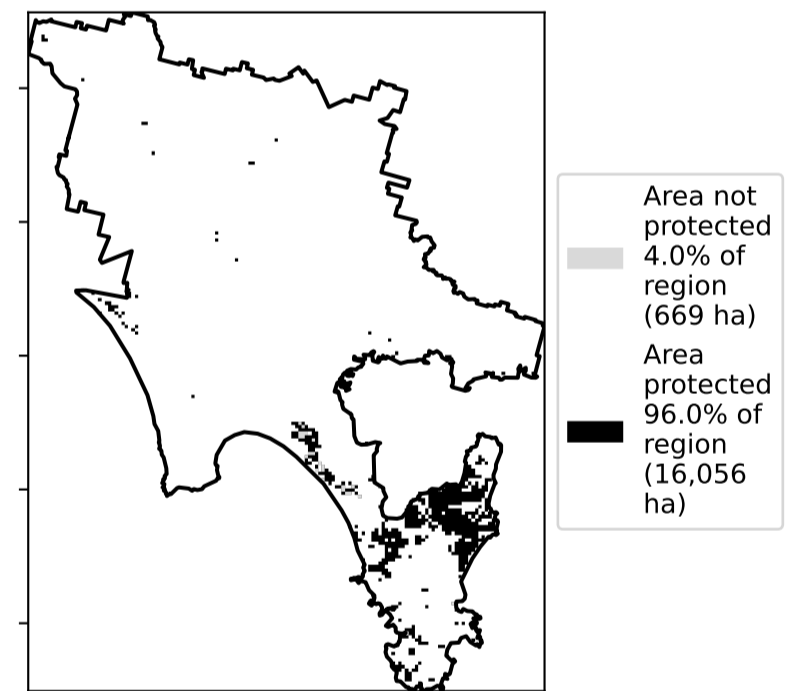 Area not
protected
4.0% of
region
(669 ha)
Area
protected
96.0% of
region
(16,056
ha)